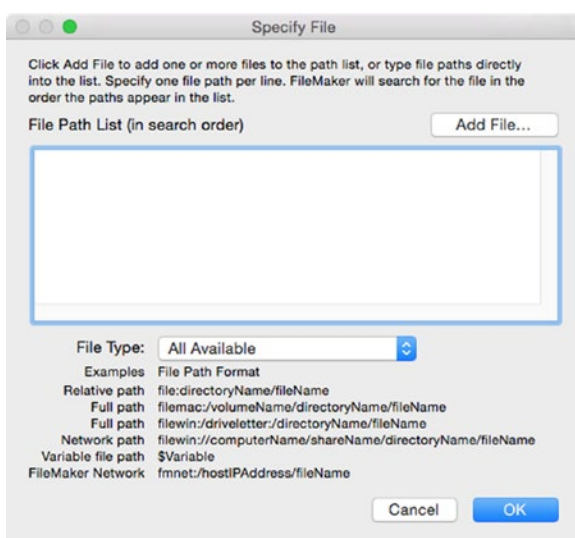 Specify File
Click Add File to add one or more files to the path list, or type file paths directly
into the list. Specify one file path per line. FileMaker will search for the file in the
order the paths appear in the list.
File Path List (in search order)
Add File...
File Type: All Available
Examples File Path Format
Relative path file:directoryName/fileName
Full path filemac:/volumeName/directoryName/fileName
Full path filewin:/driveletter:/directoryName/fileName
Network path filewin://computerName/shareName/directoryName/fileName
Variable file path $Variable
FileMaker Network fmnet:/hostIPAddress/fileName
Cancel
OK